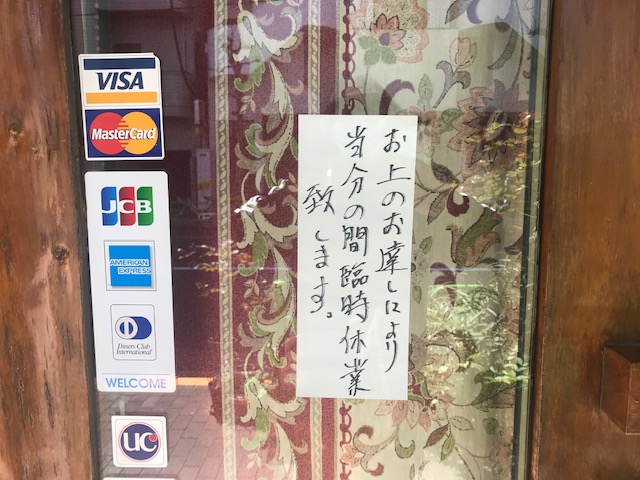 VISA
MasterCard
JCB
AMERICAN
EXPRESS
Diners Club
International
WELCOME
UC
お上のお達しにより
当分の間臨時休業
致します。